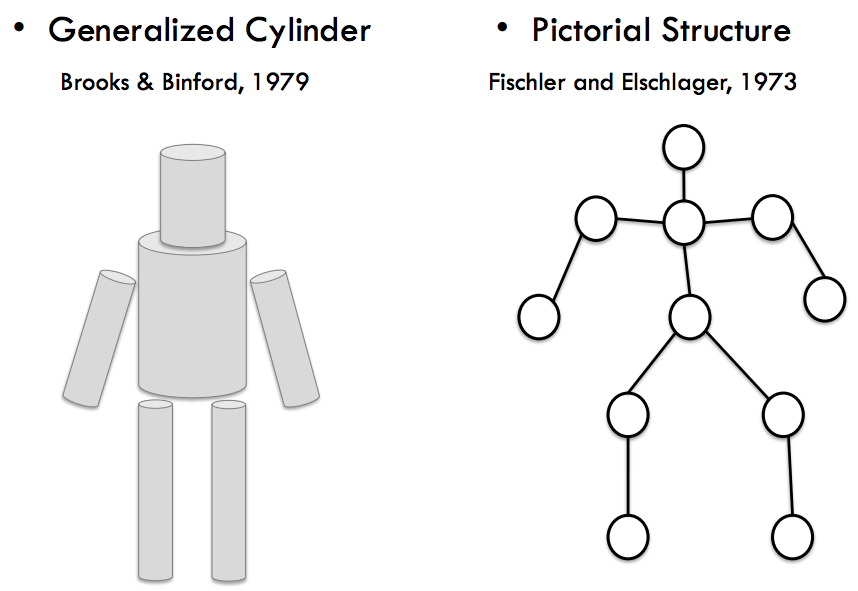 • Generalized Cylinder
Brooks & Binford, 1979
• Pictorial Structure
Fischler and Elschlager, 1973